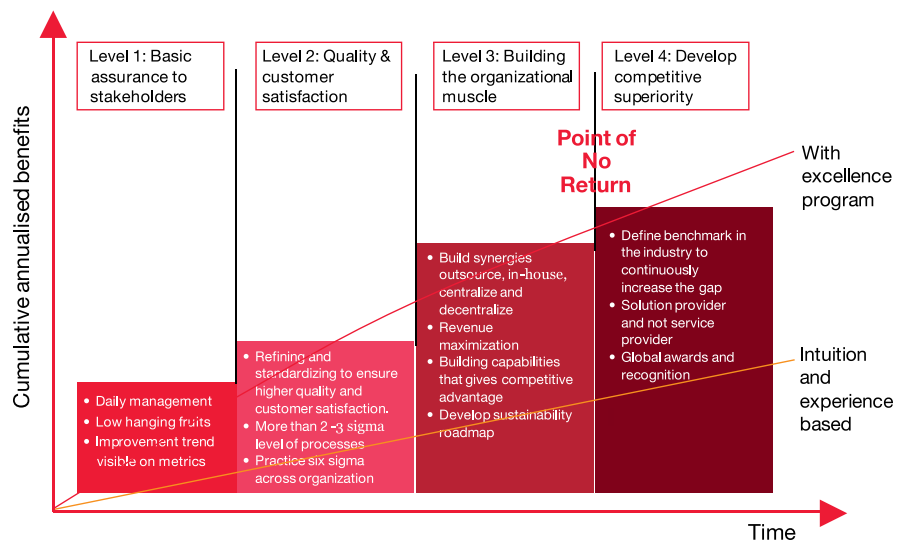 Level 1: Basic
assurance to
stakeholders
Level 2: Quality &
customer
satisfaction
Level 3: Building
the organizational
muscle
Level 4: Develop
competitive
superiority
Point of
No
Return
With
excellence
program
Intuition and
experience
based
• Daily management
• Low hanging fruits
• Improvement trend
visible on metrics
• Refining and
standardizing to ensure
higher quality and
customer satisfaction.
• More than 2 -3 sigma
level of processes
• Practice six sigma
across organization
• Build synergies
outsource, in-house,
centralize and
decentralize
• Revenue
maximization
• Building capabilities
that gives competitive
advantage
• Develop sustainability
roadmap
• Define benchmark in
the industry to
continuously
increase the gap
• Solution provider
and not service
provider
• Global awards and
recognition
Cumulative annualised benefits
Time